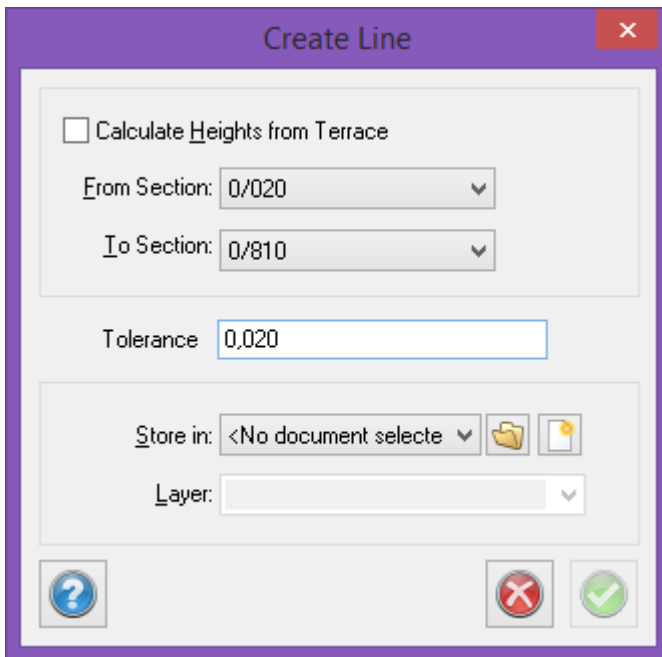 Create Line
Calculate Heights from Terrace
From Section: 0/020
To Section: 0/810
Tolerance 0,020
Store in: <No document selecte
Layer: